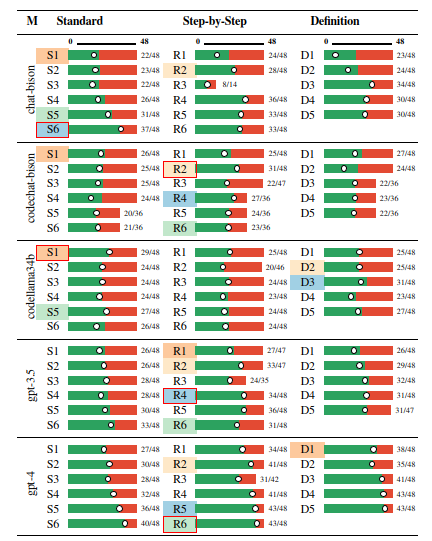 M Standard Step-by-Step Definition
0 48 0 48 0 48
chat-bison
S1 22/48 R1 24/48 D1 23/48
S2 23/48 R2 28/48 D2 24/48
S3 22/48 R3 8/14 D3 34/48
S4 26/48 R4 36/48 D4 30/48
S5 31/48 R5 33/48 D5 30/48
S6 37/48 R6 33/48
codechat-bison
S1 26/48 R1 25/48 D1 27/48
S2 25/48 R2 31/48 D2 24/48
S3 25/48 R3 22/47 D3 22/36
S4 24/48 R4 27/36 D4 23/36
S5 20/36 R5 24/36 D5 22/36
S6 21/36 R6 23/36
codellama34b
S1 29/48 R1 25/48 D1 25/48
S2 24/48 R2 20/46 D2 25/48
S3 24/48 R3 24/48 D3 31/48
S4 24/48 R4 23/48 D4 23/48
S5 27/48 R5 24/48 D5 27/48
S6 26/48 R6 24/48
gpt-3.5
S1 26/48 R1 27/47 D1 26/48
S2 26/48 R2 33/47 D2 29/48
S3 28/48 R3 24/35 D3 32/48
S4 28/48 R4 34/48 D4 31/48
S5 30/48 R5 36/48 D5 31/47
S6 33/48 R6 31/48
gpt-4
S1 27/48 R1 34/48 D1 38/48
S2 30/48 R2 41/48 D2 35/48
S3 28/48 R3 31/42 D3 41/48
S4 32/48 R4 41/48 D4 43/48
S5 36/48 R5 43/48 D5 43/48
S6 40/48 R6 43/48